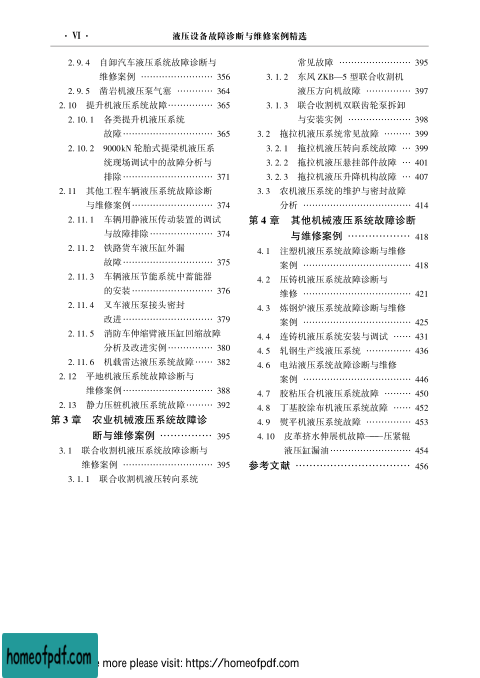 · Ⅵ · 液压设备故障诊断与维修案例精选
2. 9. 4 自卸汽车液压系统故障诊断与
维修案例 ………………… 356
2. 9. 5 凿岩机液压泵气塞 ………… 364
2. 10 提升机液压系统故障…………… 365
2. 10. 1 各类提升机液压系统
故障………………………… 365
2. 10. 2 9000kN 轮胎式提梁机液压系
统现场调试中的故障分析与
排除………………………… 371
2. 11 其他工程车辆液压系统故障诊断
与维修案例……………………… 374
2. 11. 1 车辆用静液压传动装置的调试
与故障排除………………… 374
2. 11. 2 铁路货车液压缸外漏
故障………………………… 375
2. 11. 3 车辆液压节能系统中蓄能器
的安装……………………… 376
2. 11. 4 叉车液压泵接头密封
改进………………………… 379
2. 11. 5 消防车伸缩臂液压缸回缩故障
分析及改进实例…………… 380
2. 11. 6 机载雷达液压系统故障…… 382
2. 12 平地机液压系统故障诊断与
维修案例………………………… 388
2. 13 静力压桩机液压系统故障……… 392
第 3 章 农业机械液压系统故障诊
断与维修案例 …………… 395
3. 1 联合收割机液压系统故障诊断与
维修案例 ………………………… 395
3. 1. 1 联合收割机液压转向系统
常见故障 …………………… 395
3. 1. 2 东风 ZKB—5 型联合收割机
液压方向机故障 …………… 397
3. 1. 3 联合收割机双联齿轮泵拆卸
与安装实例 ………………… 398
3. 2 拖拉机液压系统常见故障 ……… 399
3. 2. 1 拖拉机液压转向系统故障 … 399
3. 2. 2 拖拉机液压悬挂部件故障 … 401
3. 2. 3 拖拉机液压升降机构故障 … 407
3. 3 农机液压系统的维护与密封故障
分析 ……………………………… 414
第 4 章 其他机械液压系统故障诊断
与维修案例 ……………… 418
4. 1 注塑机液压系统故障诊断与维修
案例 ……………………………… 418
4. 2 压铸机液压系统故障诊断与
维修 ……………………………… 421
4. 3 炼钢炉液压系统故障诊断与维修
案例 ……………………………… 425
4. 4 连铸机液压系统安装与调试 …… 431
4. 5 轧钢生产线液压系统 …………… 436
4. 6 电站液压系统故障诊断与维修
案例 ……………………………… 446
4. 7 胶粘压合机液压系统故障 ……… 450
4. 8 丁基胶涂布机液压系统故障 …… 452
4. 9 熨平机液压系统故障 …………… 453
4. 10 皮革挤水伸展机故障——压紧辊
液压缸漏油……………………… 454
参考文献 …………………………… 456
homeofpdf.com
more please visit: https://homeofpdf.com